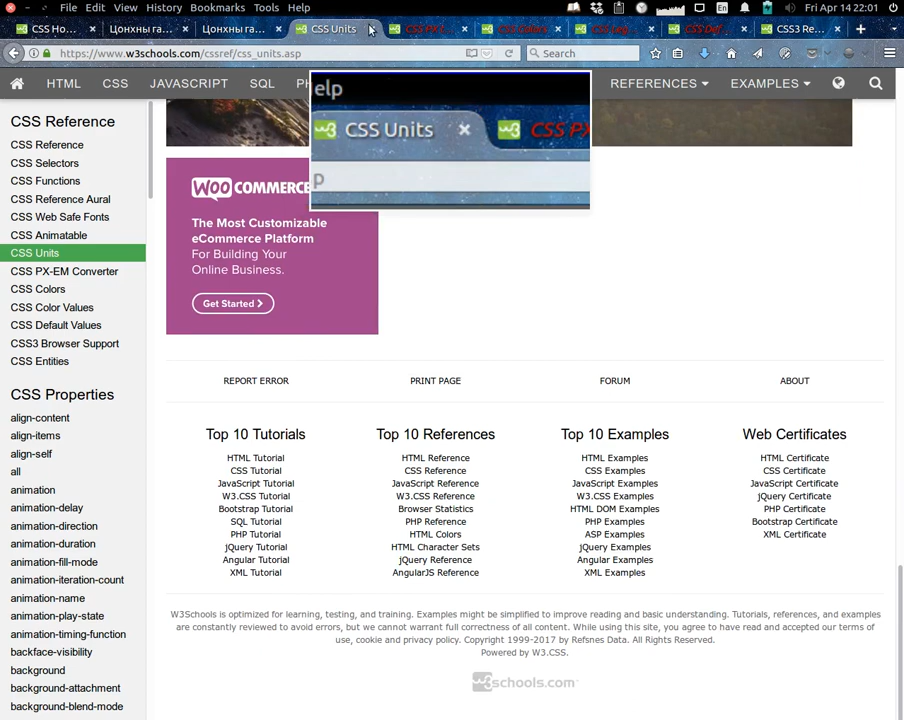 File Edit View History Bookmarks Tools Help
En
Fri Apr 14 22:01
CSS Ho...
Цонхны га...
Цонхны га...
CSS Units
CSS PX-
CSS Colors
CSS Leg...
CSS Def
CSS3 Re...
https://www.w3schools.com/cssref/css_units.asp
Search
HTML CSS JAVASCRIPT SQL REFERENCES EXAMPLES
elp
CSS Units
CSS PX
p
CSS Reference
CSS Reference
CSS Selectors
CSS Functions
CSS Reference Aural
CSS Web Safe Fonts
CSS Animatable
CSS Units
CSS PX-EM Converter
CSS Colors
CSS Color Values
CSS Default Values
CSS3 Browser Support
CSS Entities
CSS Properties
align-content
align-items
align-self
all
animation
animation-delay
animation-direction
animation-duration
animation-fill-mode
animation-iteration-count
animation-name
animation-play-state
animation-timing-function
backface-visibility
background
background-attachment
background-blend-mode
WOOCOMMERCE
The Most Customizable
eCommerce Platform
For Building Your
Online Business.
Get Started
REPORT ERROR
PRINT PAGE
FORUM
ABOUT
Top 10 Tutorials
HTML Tutorial
CSS Tutorial
JavaScript Tutorial
W3.CSS Tutorial
Bootstrap Tutorial
SQL Tutorial
PHP Tutorial
jQuery Tutorial
Angular Tutorial
XML Tutorial
Top 10 References
HTML Reference
CSS Reference
JavaScript Reference
W3.CSS Reference
Browser Statistics
PHP Reference
HTML Colors
HTML Character Sets
jQuery Reference
AngularJS Reference
Top 10 Examples
HTML Examples
CSS Examples
JavaScript Examples
W3.CSS Examples
HTML DOM Examples
PHP Examples
ASP Examples
jQuery Examples
Angular Examples
XML Examples
Web Certificates
HTML Certificate
CSS Certificate
JavaScript Certificate
jQuery Certificate
PHP Certificate
Bootstrap Certificate
XML Certificate
W3Schools is optimized for learning, testing, and training. Examples might be simplified to improve reading and basic understanding. Tutorials, references, and examples
are constantly reviewed to avoid errors, but we cannot warrant full correctness of all content. While using this site, you agree to have read and accepted our terms of
use, cookie and privacy policy. Copyright 1999-2017 by Refsnes Data. All Rights Reserved.
Powered by W3.CSS.
w3schools.com